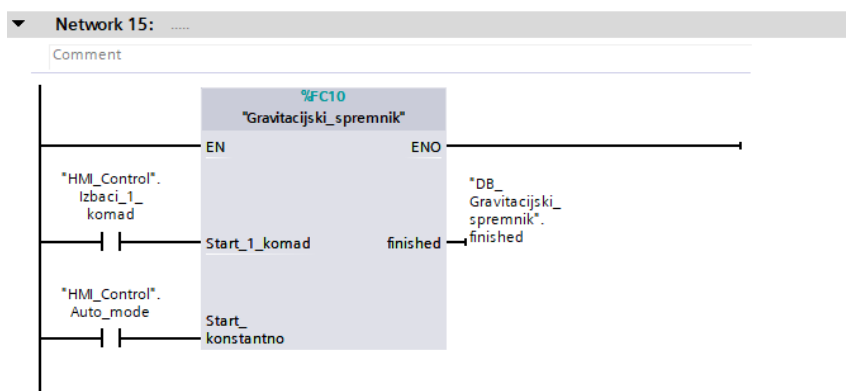 Network 15: .....
Comment
%FC10
"Gravitacijski_spremnik"
EN
ENO
"HMI_Control".
Izbaci_1_
komad
Start_1_komad
finished
"DB_
Gravitacijski_
spremnik".
finished
"HMI_Control".
Auto_mode
Start_
konstantno